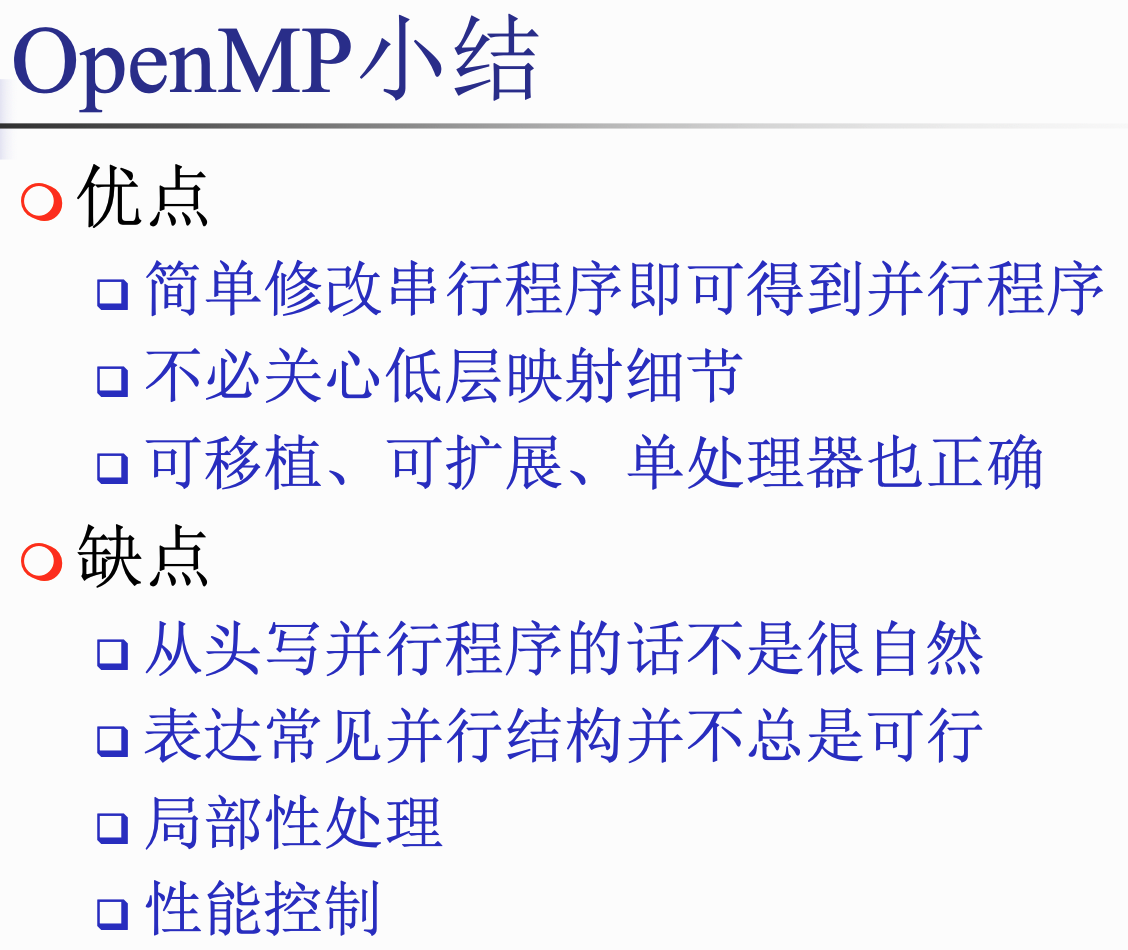 OpenMP小结
优点
简单修改串行程序即可得到并行程序
不必关心低层映射细节
可移植、可扩展、单处理器也正确
缺点
从头写并行程序的话不是很自然
表达常见并行结构并不总是可行
局部性处理
性能控制